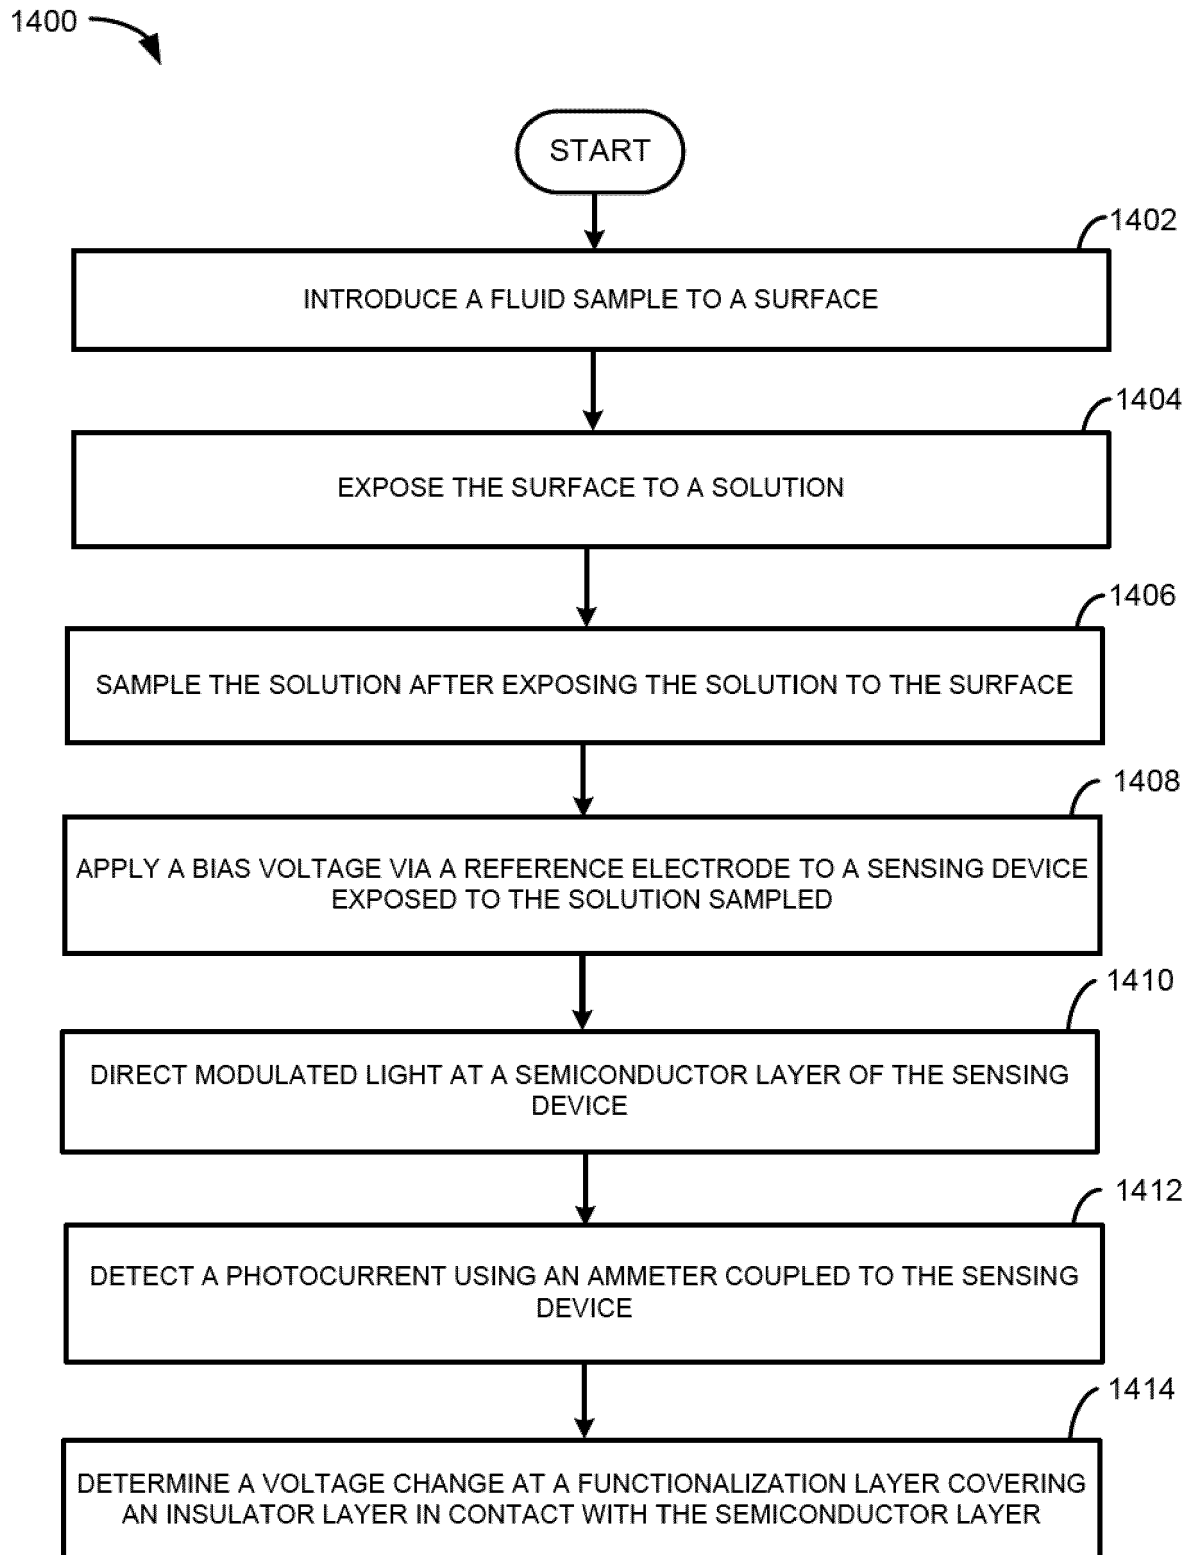 1400
START
1402
INTRODUCE A FLUID SAMPLE TO A SURFACE
1404
EXPOSE THE SURFACE TO A SOLUTION
1406
SAMPLE THE SOLUTION AFTER EXPOSING THE SOLUTION TO THE SURFACE
1408
APPLY A BIAS VOLTAGE VIA A REFERENCE ELECTRODE TO A SENSING DEVICE
EXPOSED TO THE SOLUTION SAMPLED
1410
DIRECT MODULATED LIGHT AT A SEMICONDUCTOR LAYER OF THE SENSING
DEVICE
1412
DETECT A PHOTOCURRENT USING AN AMMETER COUPLED TO THE SENSING
DEVICE
1414
DETERMINE A VOLTAGE CHANGE AT A FUNCTIONALIZATION LAYER COVERING
AN INSULATOR LAYER IN CONTACT WITH THE SEMICONDUCTOR LAYER